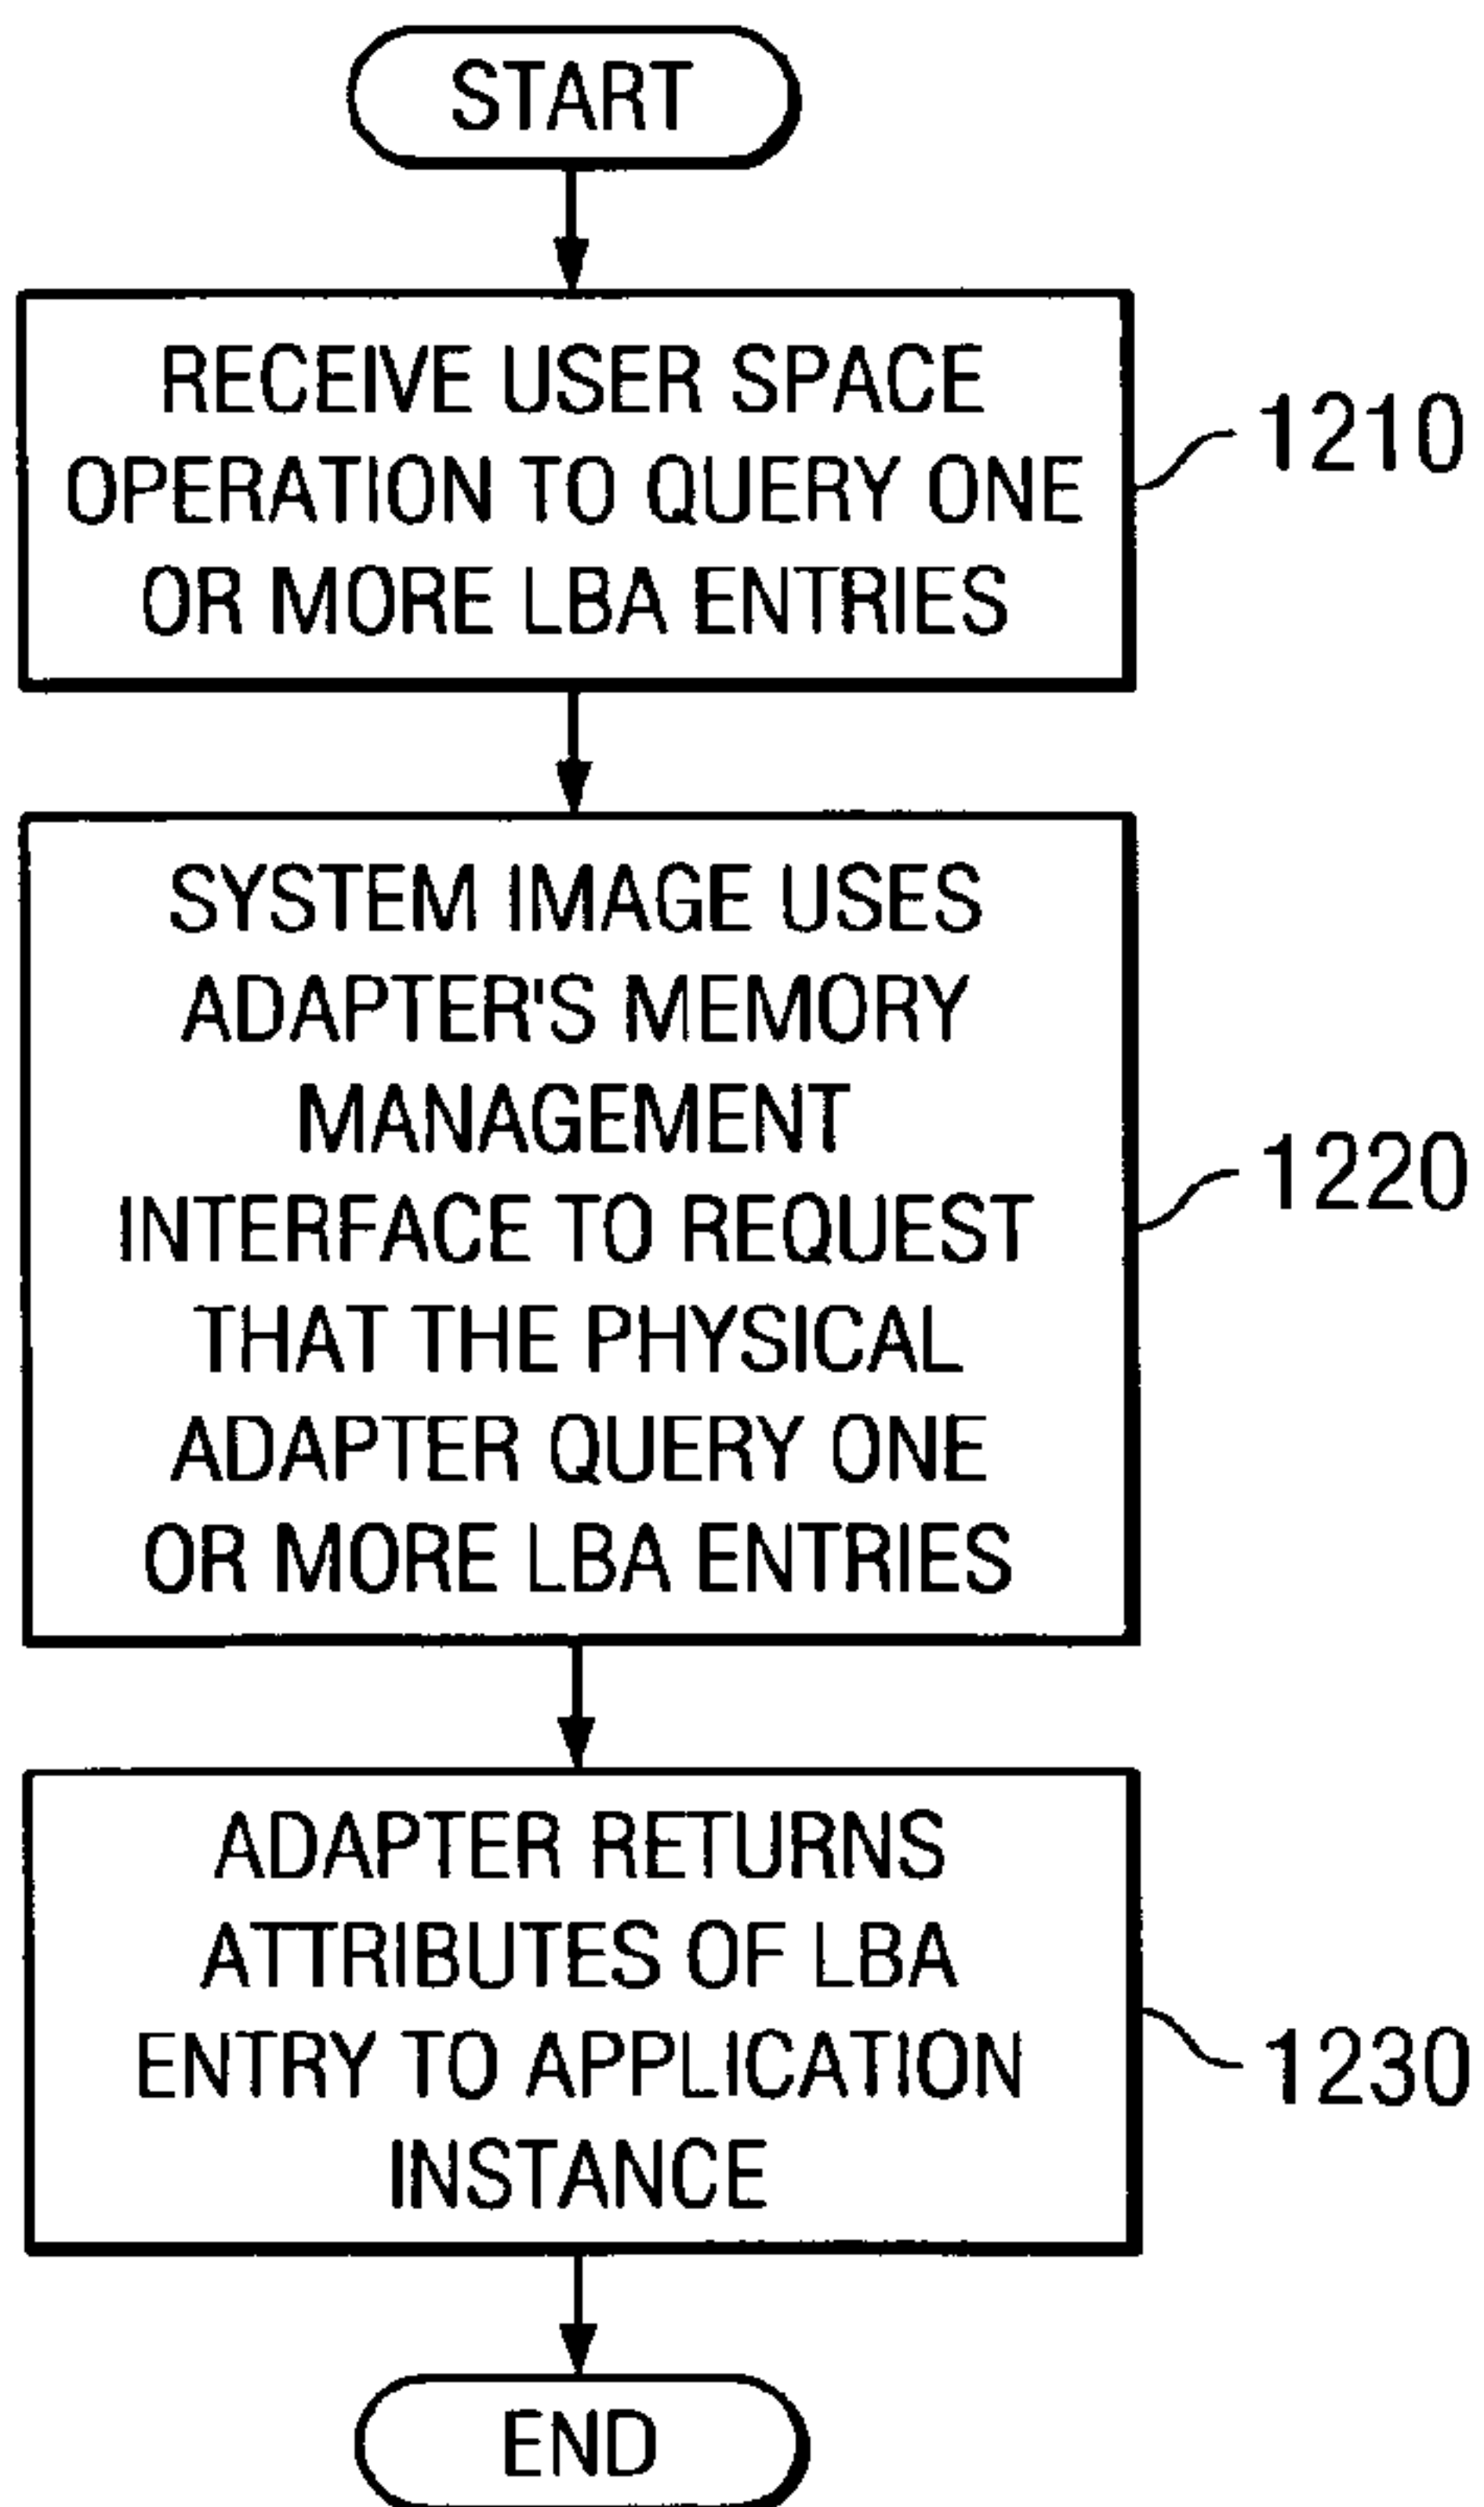 START
RECEIVE USER SPACE
OPERATION TO QUERY ONE
OR MORE LBA ENTRIES
1210
SYSTEM IMAGE USES
ADAPTER'S MEMORY
MANAGEMENT
INTERFACE TO REQUEST
THAT THE PHYSICAL
ADAPTER QUERY ONE
OR MORE LBA ENTRIES
1220
ADAPTER RETURNS
ATTRIBUTES OF LBA
ENTRY TO APPLICATION
INSTANCE
1230
END